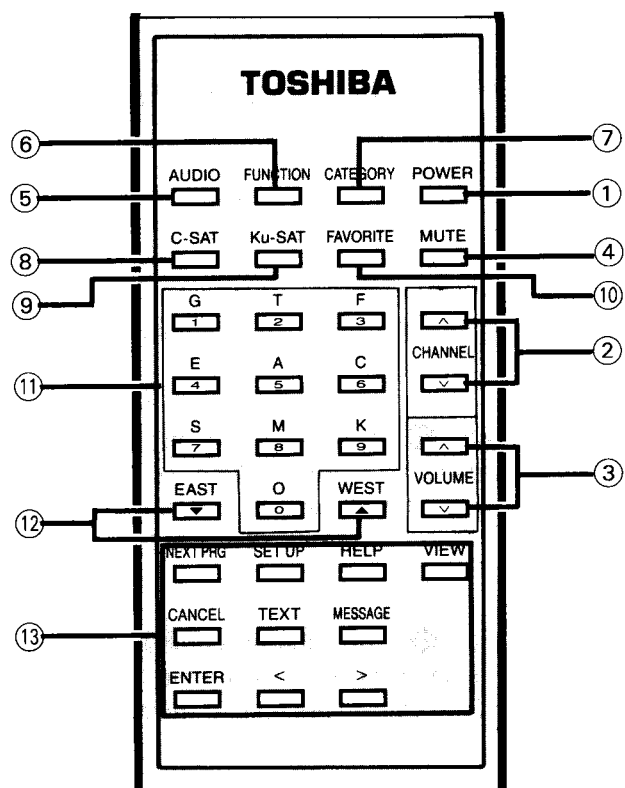 TOSHIBA
⑥ ⑦
AUDIO FUNCTION CATEGORY POWER
⑤ ①
C-SAT Ku-SAT FAVORITE MUTE
⑧ ④
⑨ ⑩
G T F
1 2 3 ^
CHANNEL ②
E A C
⑪ 4 5 6 v
S M K
7 8 9 ^
VOLUME ③
EAST O WEST
⑫ ▼ 0 ▲ v
NEXT PRG SET UP HELP VIEW
CANCEL TEXT MESSAGE
⑬
ENTER < >